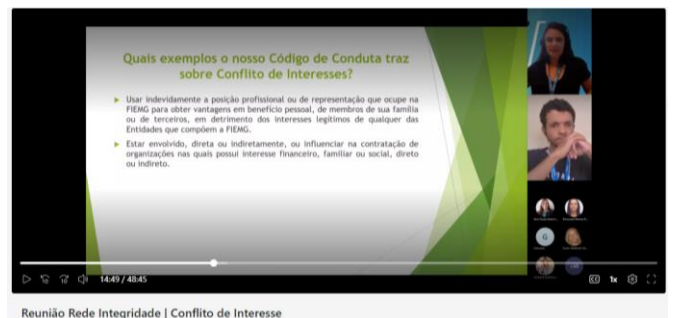 Quais exemplos o nosso Código de Conduta traz
sobre Conflito de Interesses?
Usar indevidamente a posição profissional ou de representação que ocupe na
FIEMG para obter vantagens em benefício pessoal, de membros de sua família
ou de terceiros, em detrimento dos interesses legítimos de qualquer das
Entidades que compõem a FIEMG.
Estar envolvido, direta ou indiretamente, ou influenciar na contratação de
organizações nas quais possui interesse financeiro, familiar ou social, direto
ou indireto.
G
14:49 / 48:45
1x
Reunião Rede Integridade | Conflito de Interesse